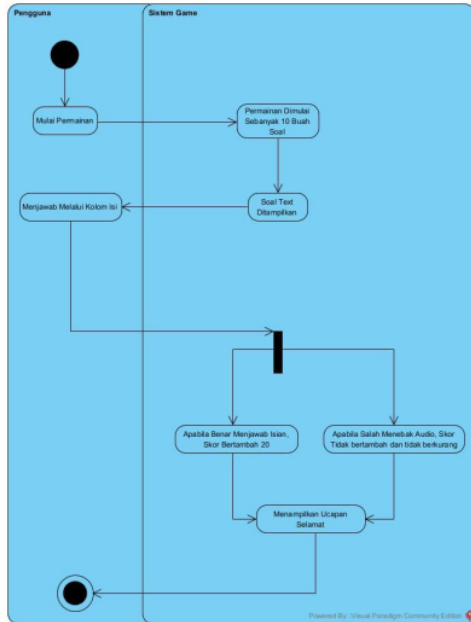 Pengguna
Sistem Game
Mulai Permainan
Permainan Dimulai
Sebanyak 10 Buah
Soal
Soal Text
Ditampilkan
Menjawab Melalui Kolom Isi
Apabila Benar Menjawab Isian,
Skor Bertambah 20
Apabila Salah Menebak Audio, Skor
Tidak bertambah dan tidak berkurang
Menampilkan Ucapan
Selamat
Powered By: Visual Paradigm Community Edition